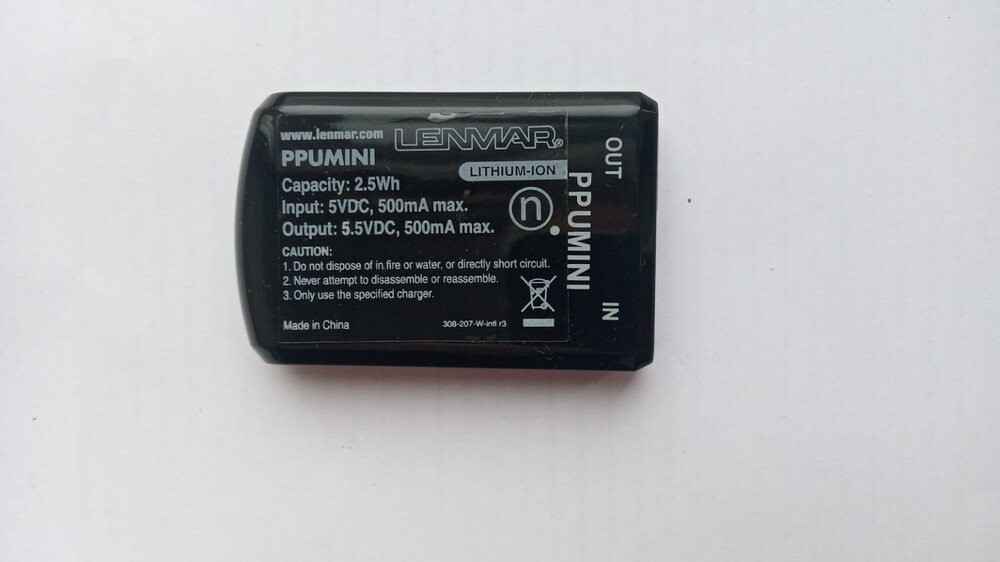 www.lenmar.com LENMAR®
PPUMINI
LITHIUM-ION
Capacity: 2.5Wh
Input: 5VDC, 500mA max.
Output: 5.5VDC, 500mA max.
n
CAUTION:
1. Do not dispose of in fire or water, or directly short circuit.
2. Never attempt to disassemble or reassemble.
3. Only use the specified charger.
Made in China 308-207-W-intl r3
OUT
PPUMINI
IN